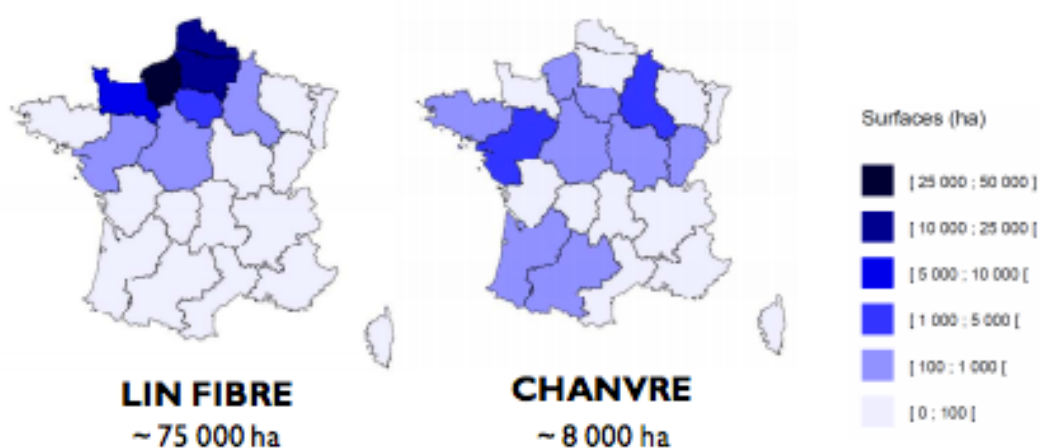 Surfaces (ha)
[ 25 000 ; 50 000 ]
[ 10 000 ; 25 000 [
[ 5 000 ; 10 000 [
[ 1 000 ; 5 000 [
[ 100 ; 1 000 [
[ 0 ; 100 [
LIN FIBRE
~ 75 000 ha
CHANVRE
~ 8 000 ha